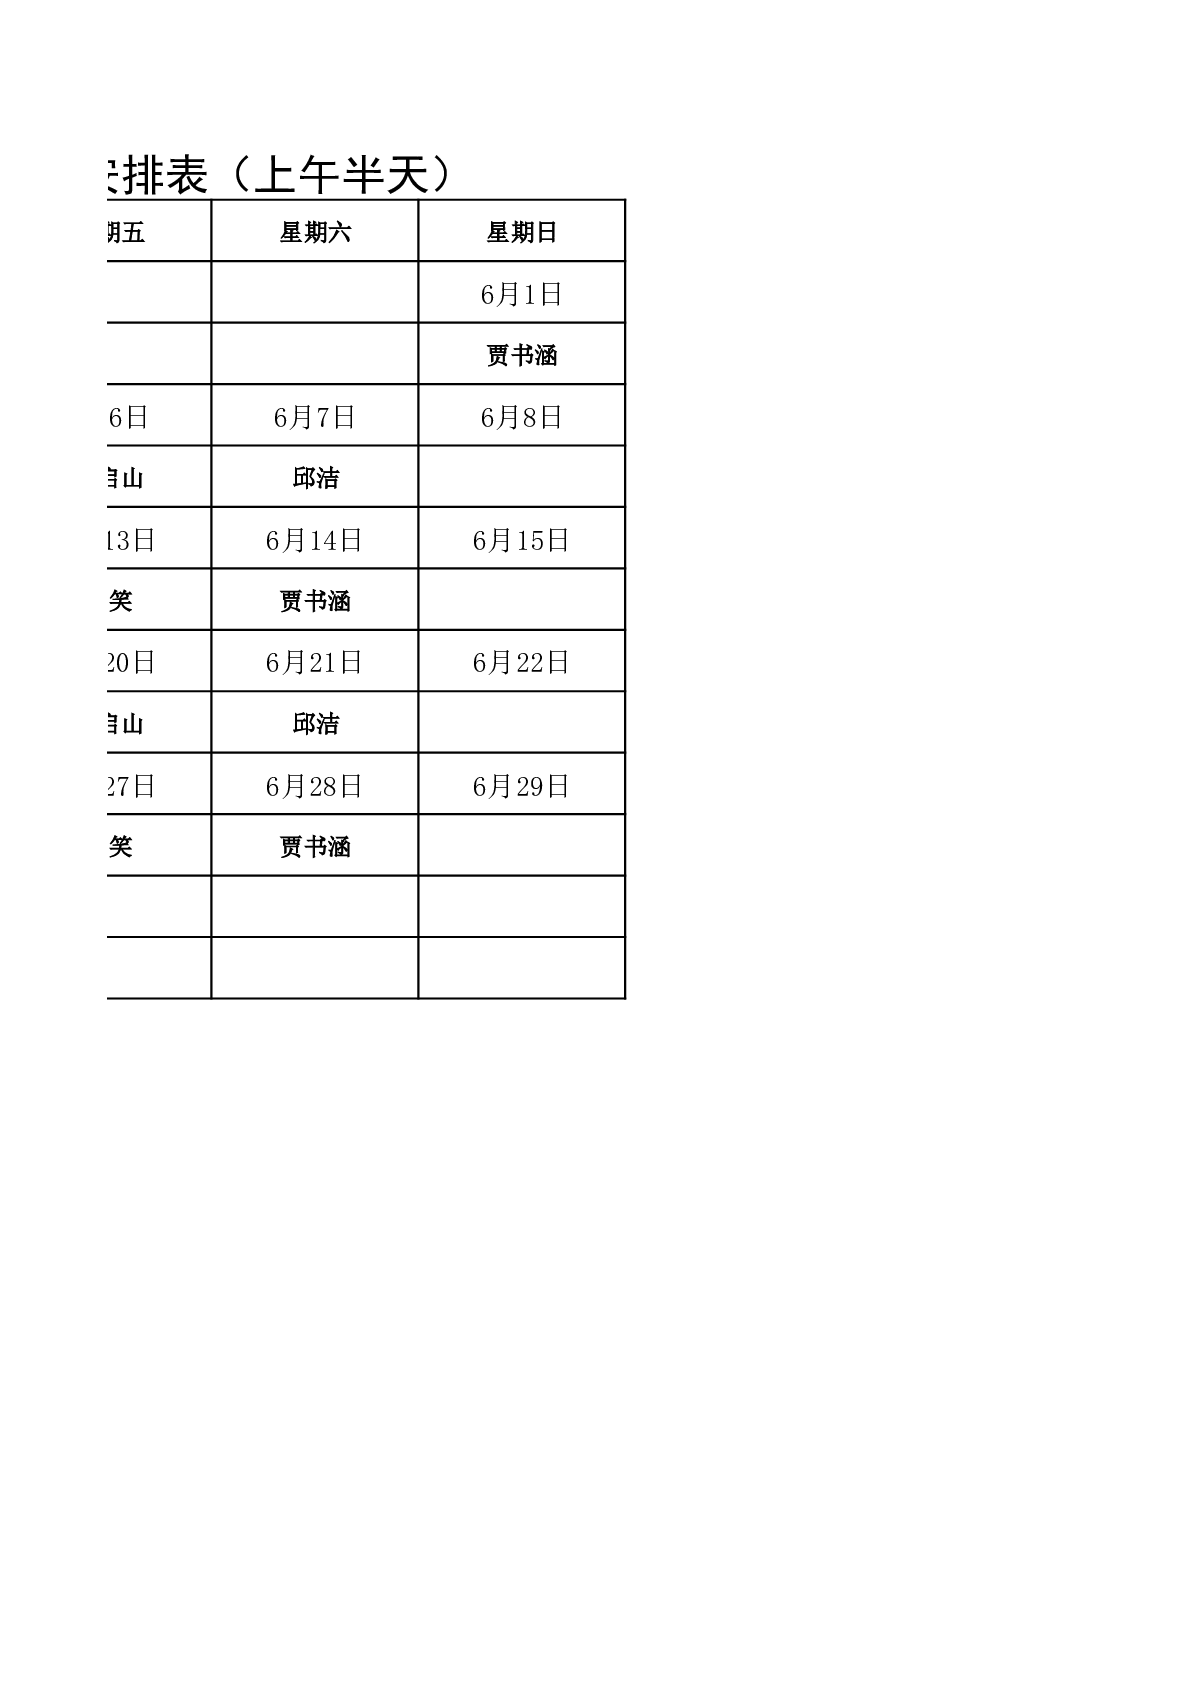 排表（上午半天）
期五 星期六 星期日
6月1日
贾书涵
6日 6月7日 6月8日
山 邱洁
13日 6月14日 6月15日
笑 贾书涵
20日 6月21日 6月22日
山 邱洁
27日 6月28日 6月29日
笑 贾书涵